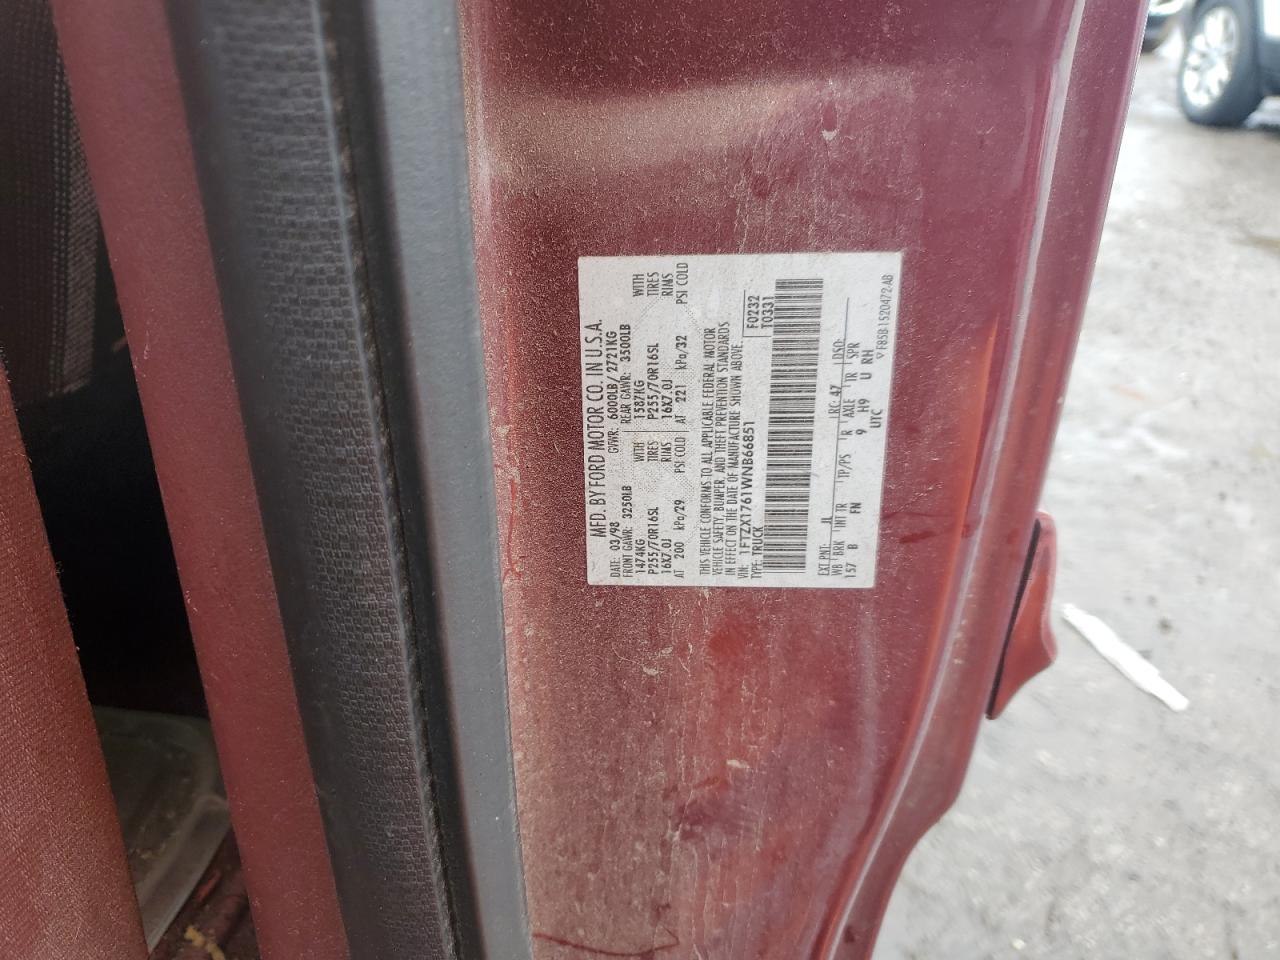 MFD. BY FORD MOTOR CO. IN U.S.A.
DATE: 03/98 GVWR: 6000LB/ 2721KG
FRONT GAWR: 3250LB REAR GAWR: 3500LB
1474KG WITH 1587KG WITH
P255/70R16SL TIRES P255/70R16SL TIRES
16X7.0J RIMS 16X7.0J RIMS
AT 200 kPa/29 PSI COLD AT 221 kPa/32 PSI COLD
THIS VEHICLE CONFORMS TO ALL APPLICABLE FEDERAL MOTOR
VEHICLE SAFETY, BUMPER, AND THEFT PREVENTION STANDARDS
IN EFFECT ON THE DATE OF MANUFACTURE SHOWN ABOVE.
VIN: 1FTZX1761WNB66851 F0232
TYPE: TRUCK T0331
EXT PNT: JL RC: 47 DSO:
WB BRK INT TR TP/PS R AXLE TR SPR
157 B FN 9 H9 U RH
UTC
▽F85B-1520472-AB